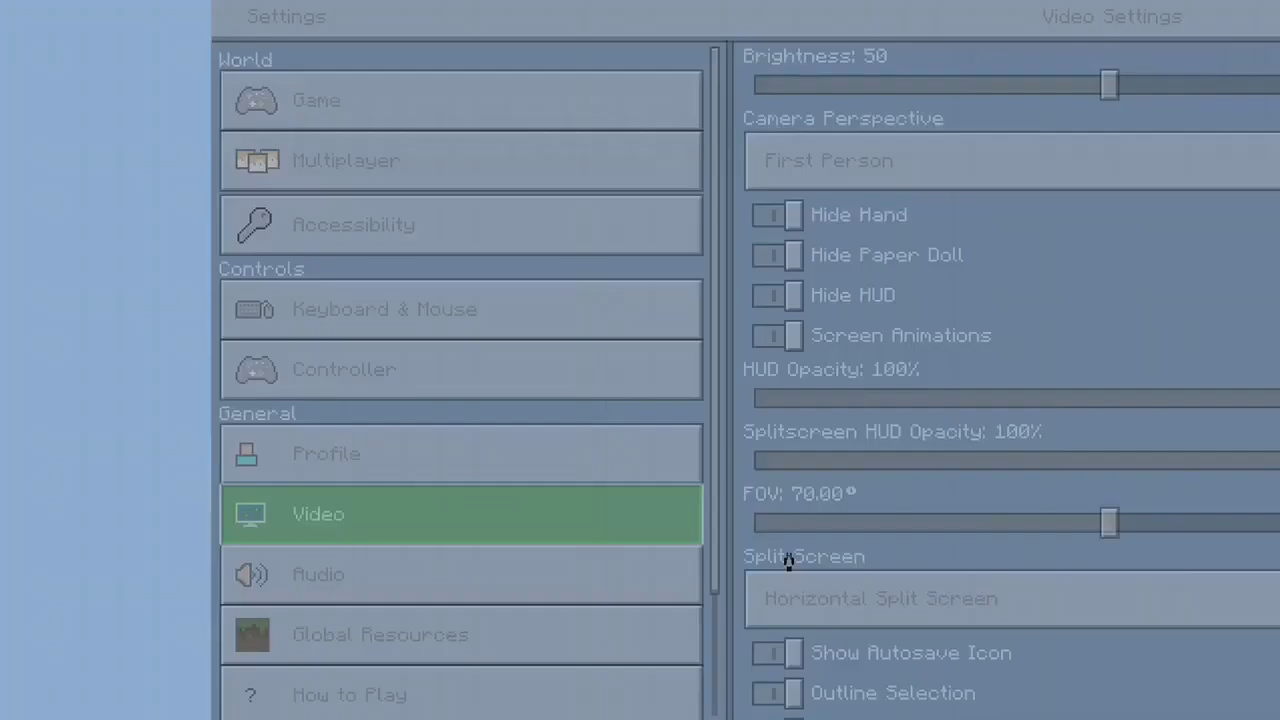 Settings
Video Settings
World
Game
Multiplayer
Accessibility
Controls
Keyboard & Mouse
Controller
General
Profile
Video
Audio
Global Resources
? How to Play
Brightness: 50
Camera Perspective
First Person
Hide Hand
Hide Paper Doll
Hide HUD
Screen Animations
HUD Opacity: 100%
Splitscreen HUD Opacity: 100%
FOV: 70.00°
Split Screen
Horizontal Split Screen
Show Autosave Icon
Outline Selection